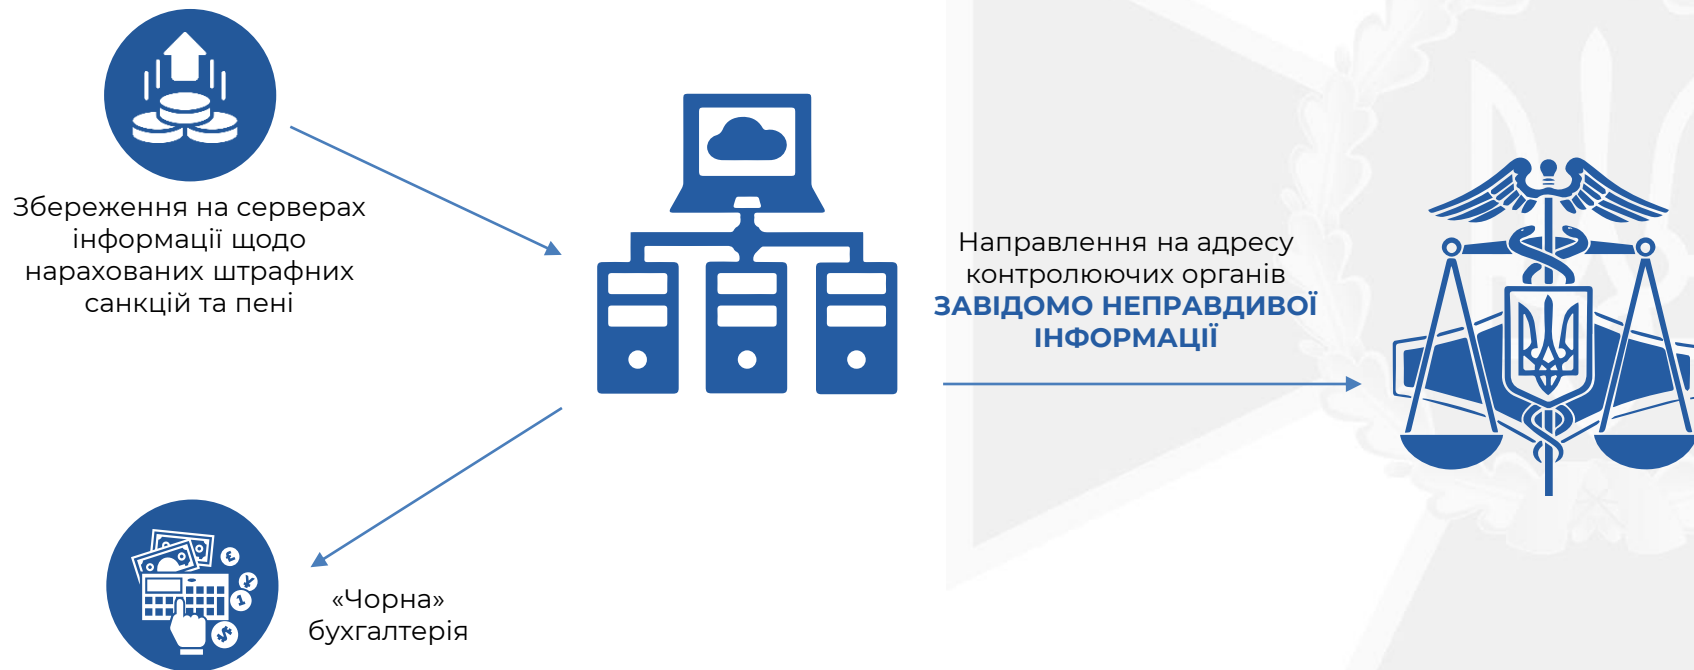 Збереження на серверах
інформації щодо
нарахованих штрафних
санкцій та пені
Направлення на адресу
контролюючих органів
ЗАВІДОМО НЕПРАВДИВОЇ
ІНФОРМАЦІЇ
«Чорна»
бухгалтерія